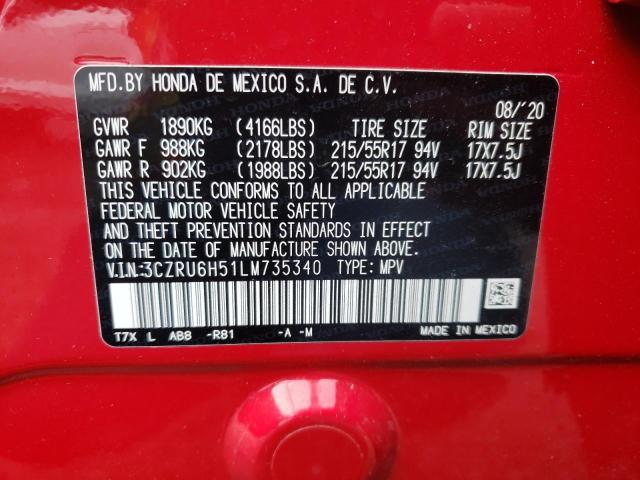 MFD.BY HONDA DE MEXICO S.A. DE C.V.
08/'20
GVWR 1890KG (4166LBS) TIRE SIZE RIM SIZE
GAWR F 988KG (2178LBS) 215/55R17 94V 17X7.5J
GAWR R 902KG (1988LBS) 215/55R17 94V 17X7.5J
THIS VEHICLE CONFORMS TO ALL APPLICABLE
FEDERAL MOTOR VEHICLE SAFETY
AND THEFT PREVENTION STANDARDS IN EFFECT
ON THE DATE OF MANUFACTURE SHOWN ABOVE.
V.I.N.:3CZRU6H51LM735340 TYPE: MPV
T7X L AB8 -R81 -A -M MADE IN MEXICO